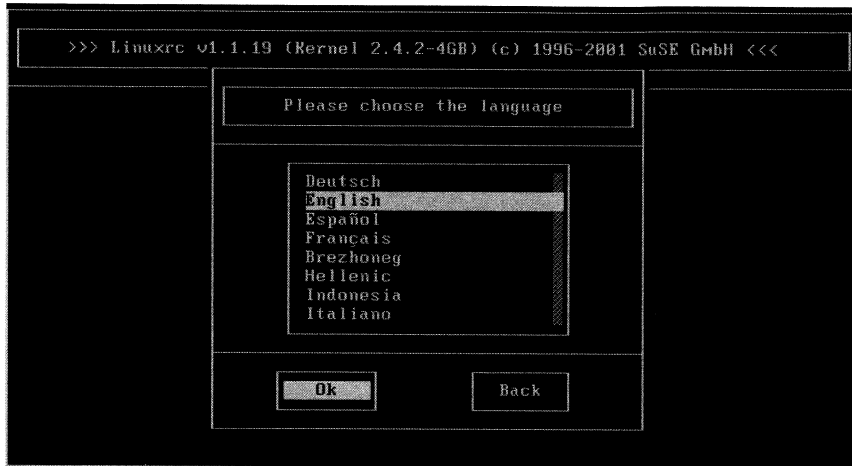 >>> Linuxrc v1.1.19 (Kernel 2.4.2-4GB) (c) 1996-2001 SuSE GmbH <<<
Please choose the language
Deutsch
English
Español
Français
Brezhoneg
Hellenic
Indonesia
Italiano
Ok Back